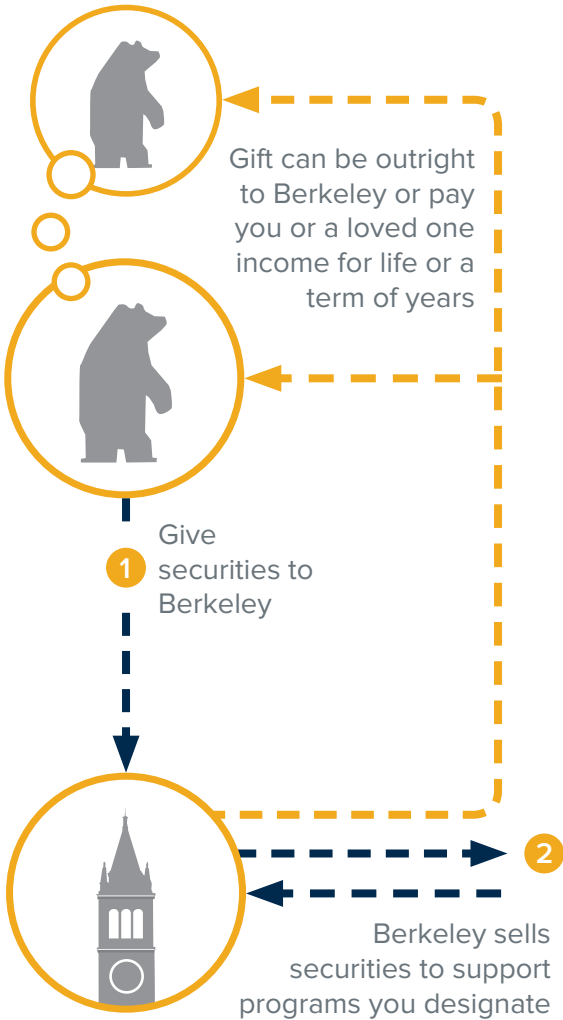 Gift can be outright
to Berkeley or pay
you or a loved one
income for life or a
term of years
1
Give
securities to
Berkeley
2
Berkeley sells
securities to support
programs you designate